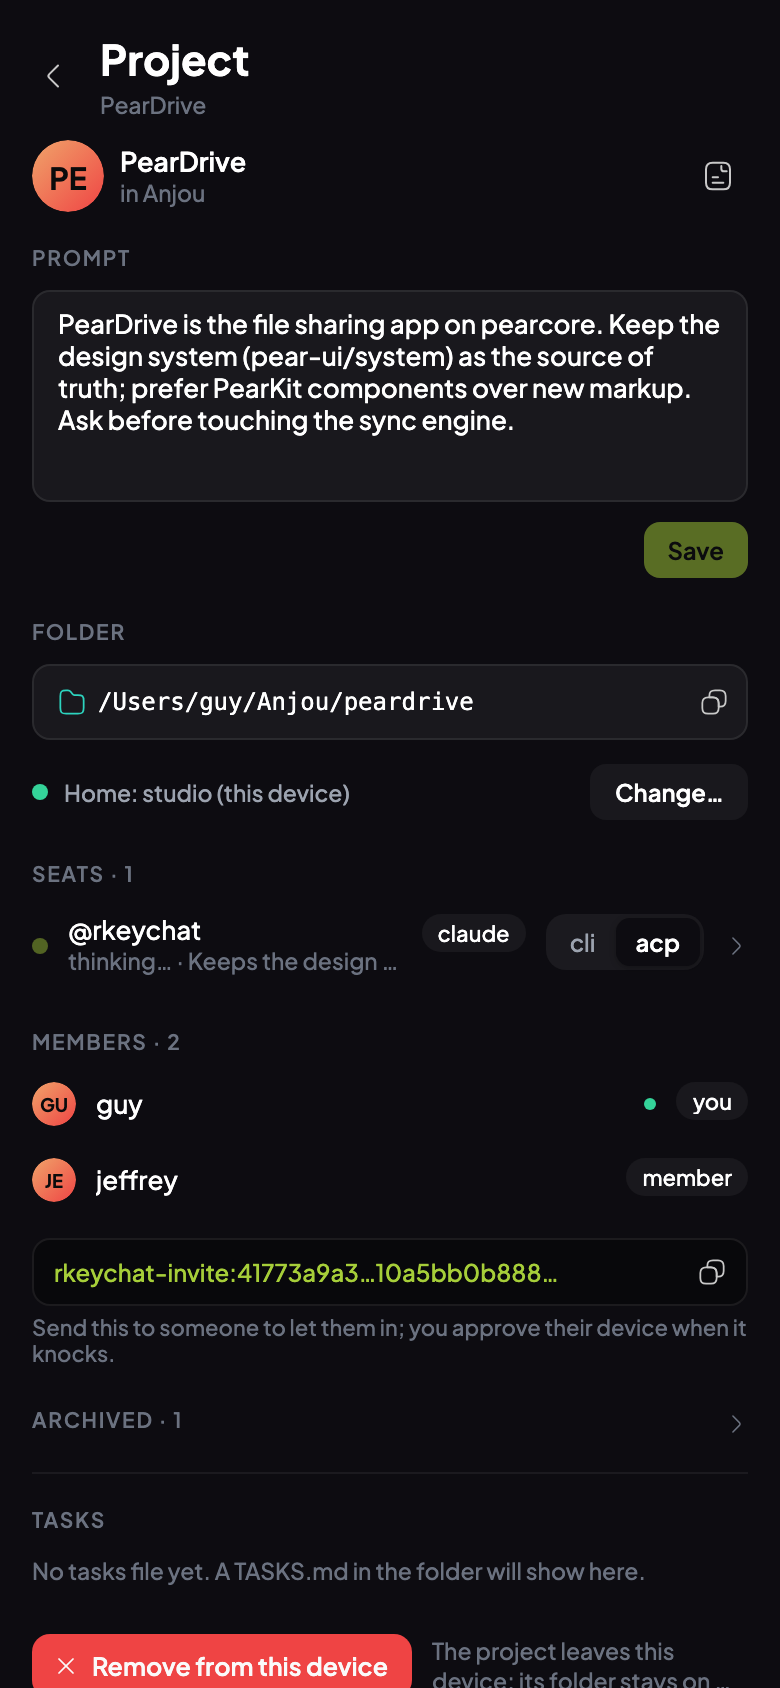 Project
PearDrive
PE
PearDrive
in Anjou
PROMPT
PearDrive is the file sharing app on pearcore. Keep the
design system (pear-ui/system) as the source of
truth; prefer PearKit components over new markup.
Ask before touching the sync engine.
Save
FOLDER
/Users/guy/Anjou/peardrive
Home: studio (this device)
Change…
SEATS · 1
@rkeychat
thinking… · Keeps the design …
claude
cli
acp
MEMBERS · 2
GU
guy
you
JE
jeffrey
member
rkeychat-invite:41773a9a3…10a5bb0b888…
Send this to someone to let them in; you approve their device when it
knocks.
ARCHIVED · 1
TASKS
No tasks file yet. A TASKS.md in the folder will show here.
Remove from this device
The project leaves this
device; its folder stays on …